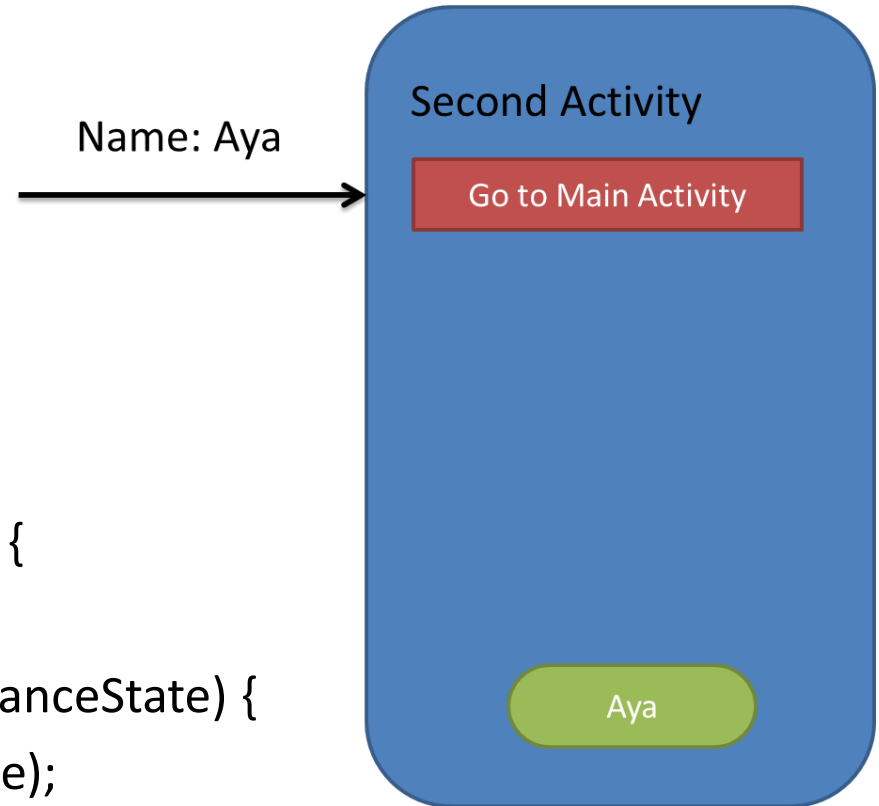 Second Activity
Name: Aya
Go to Main Activity
{
anceState) {
Aya
e);